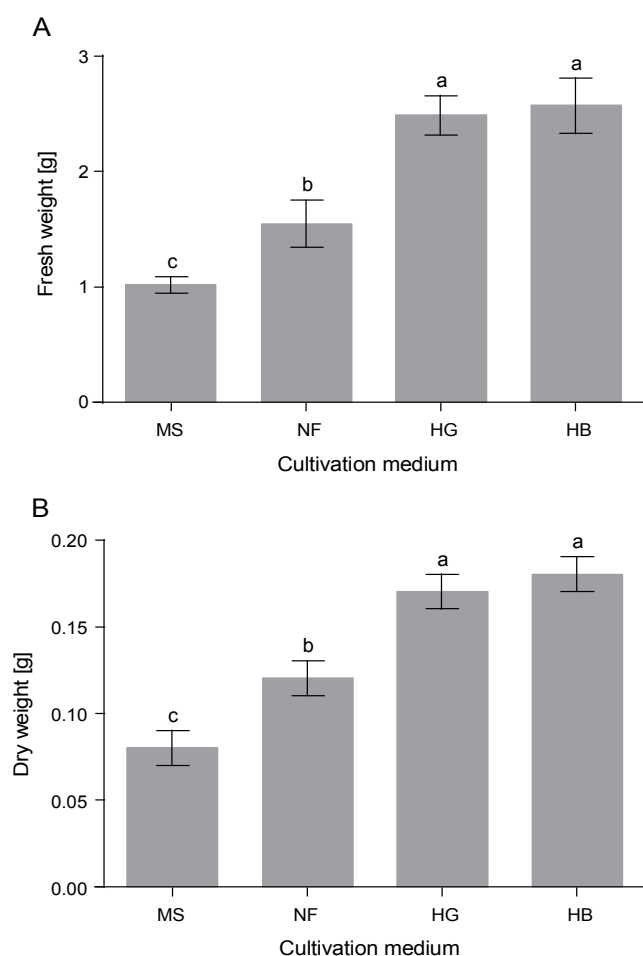 A
Fresh weight [g]
3
2
1
0
c
b
a
a
MS NF HG HB
Cultivation medium
B
Dry weight [g]
0.20
0.15
0.10
0.05
0.00
c
b
a
a
MS NF HG HB
Cultivation medium